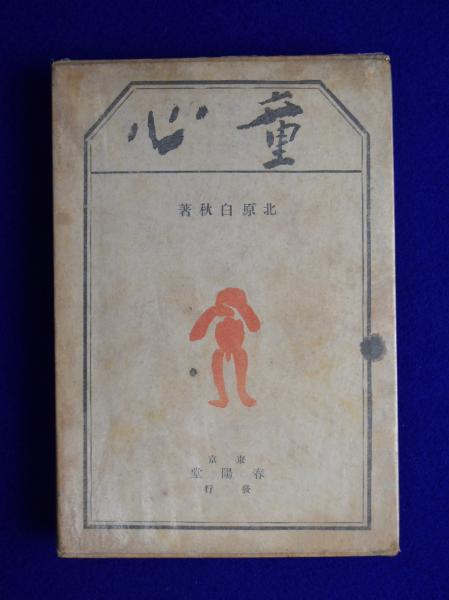 童心
北原白秋著
東京
春陽堂
發行